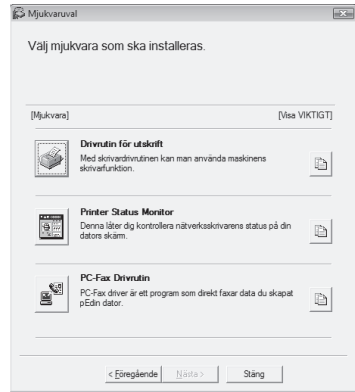 Mjukvaruval
Välj mjukvara som ska installeras.
[Mjukvara] [Visa VIKTIGT]
Drivrutin för utskrift
Med skrivardrivrutinen kan man använda maskinens
skrivarfunktion.
Printer Status Monitor
Denna låter dig kontrollera nätverksskrivarens status på din
dators skärm.
PC-Fax Drivrutin
PC-Fax driver är ett program som direkt faxar data du skapat
pEdin dator.
< Föregående Nästa > Stäng